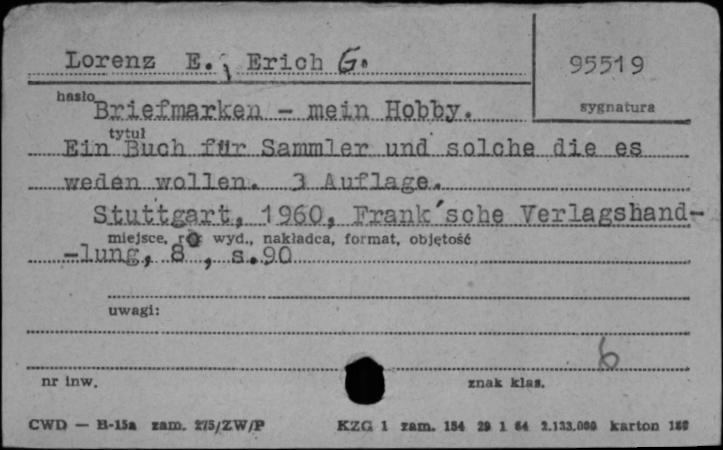 Lorenz E., Erich G.
95519
hasło
Briefmarken - mein Hobby.
sygnatura
tytuł
Ein Buch für Sammler und solche die es
weden wollen. 3 Auflage.
Stuttgart, 1960, Frank'sche Verlagshand-
miejsce, rok wyd., nakładca, format, objętość
-lung, 8°, s.90
uwagi:
6
nr inw.
znak klas.
CWD — B-15a zam. 275/ZW/P
KZG 1 zam. 154 29 1 64 2.133.000 karton 180